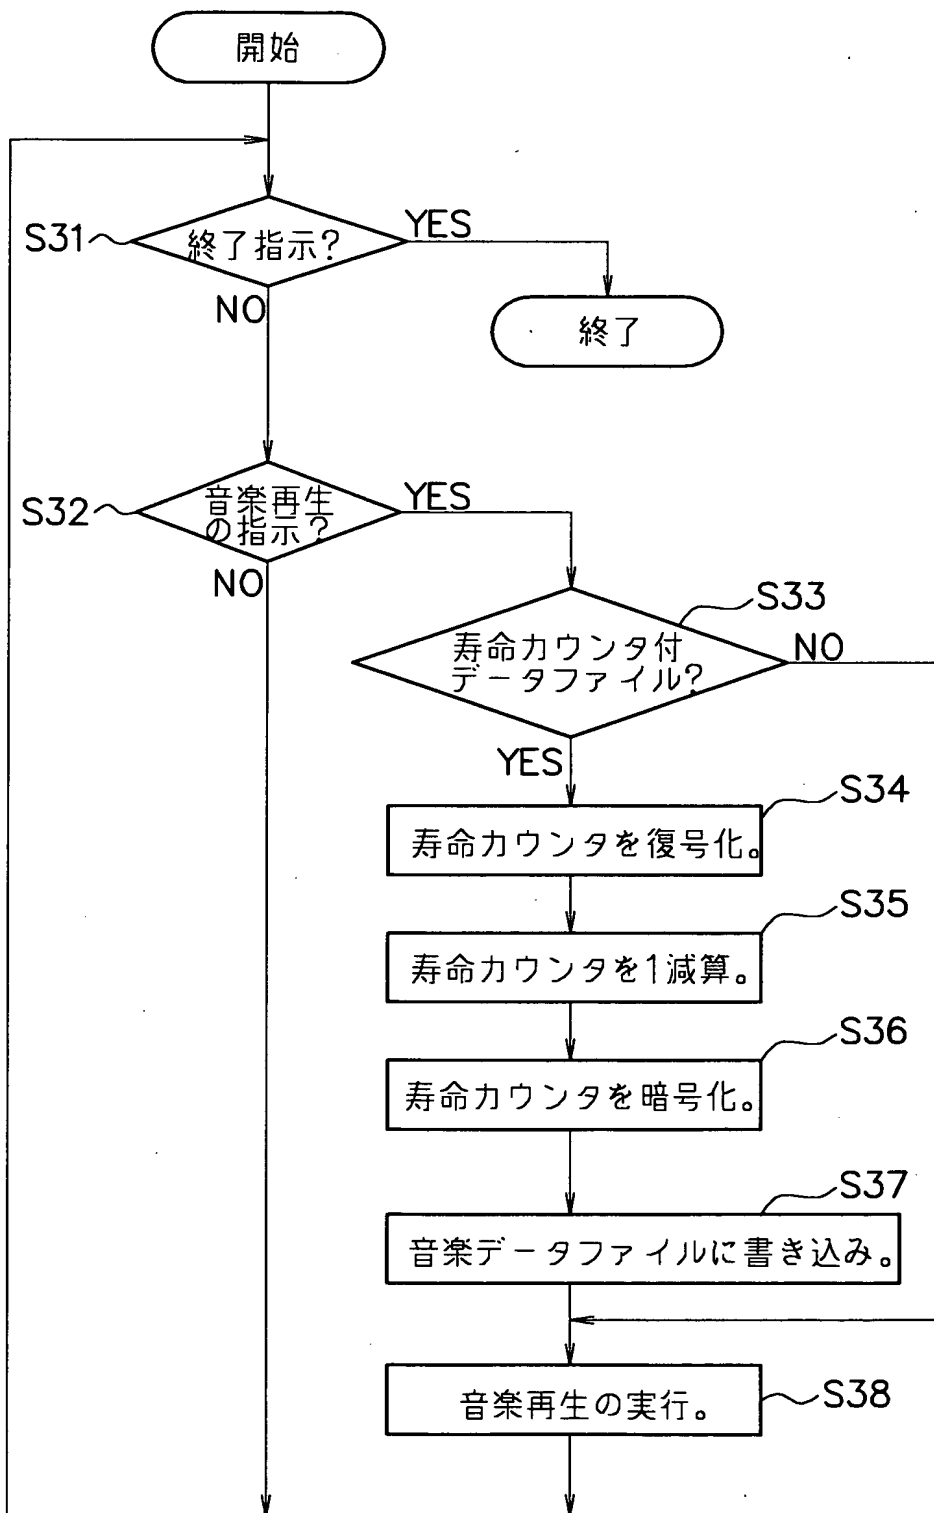 開始
S31
終了指示?
YES
NO
終了
S32
音楽再生
の指示?
YES
NO
S33
寿命カウンタ付
データファイル?
NO
YES
S34
寿命カウンタを復号化。
S35
寿命カウンタを1減算。
S36
寿命カウンタを暗号化。
S37
音楽データファイルに書き込み。
S38
音楽再生の実行。